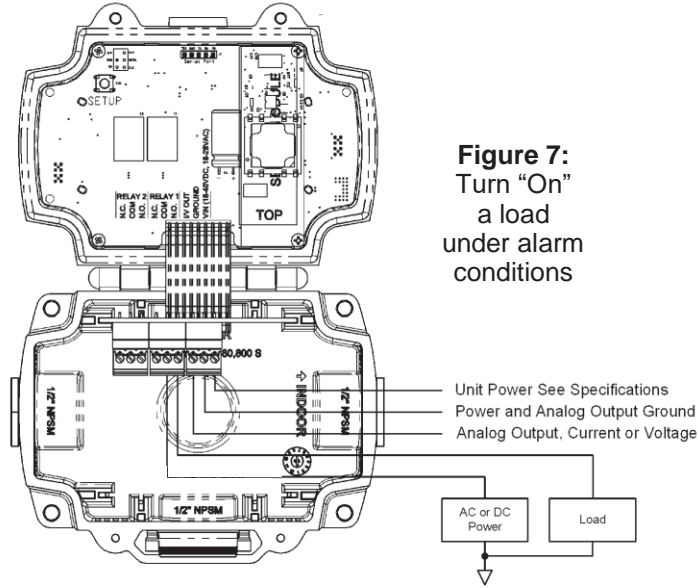 Serial Port
SETUP
RELAY 2
RELAY 1
N.C.
COM
N.O.
N.C.
COM
N.O.
I/V OUT
GROUND
VIN (18-40VDC, 18-28VAC)
TOP
Figure 7:
Turn “On”
a load
under alarm
conditions
60,800 S
INDOOR
1/2" NPSM
1/2" NPSM
1/2" NPSM
Unit Power See Specifications
Power and Analog Output Ground
Analog Output, Current or Voltage
AC or DC
Power
Load